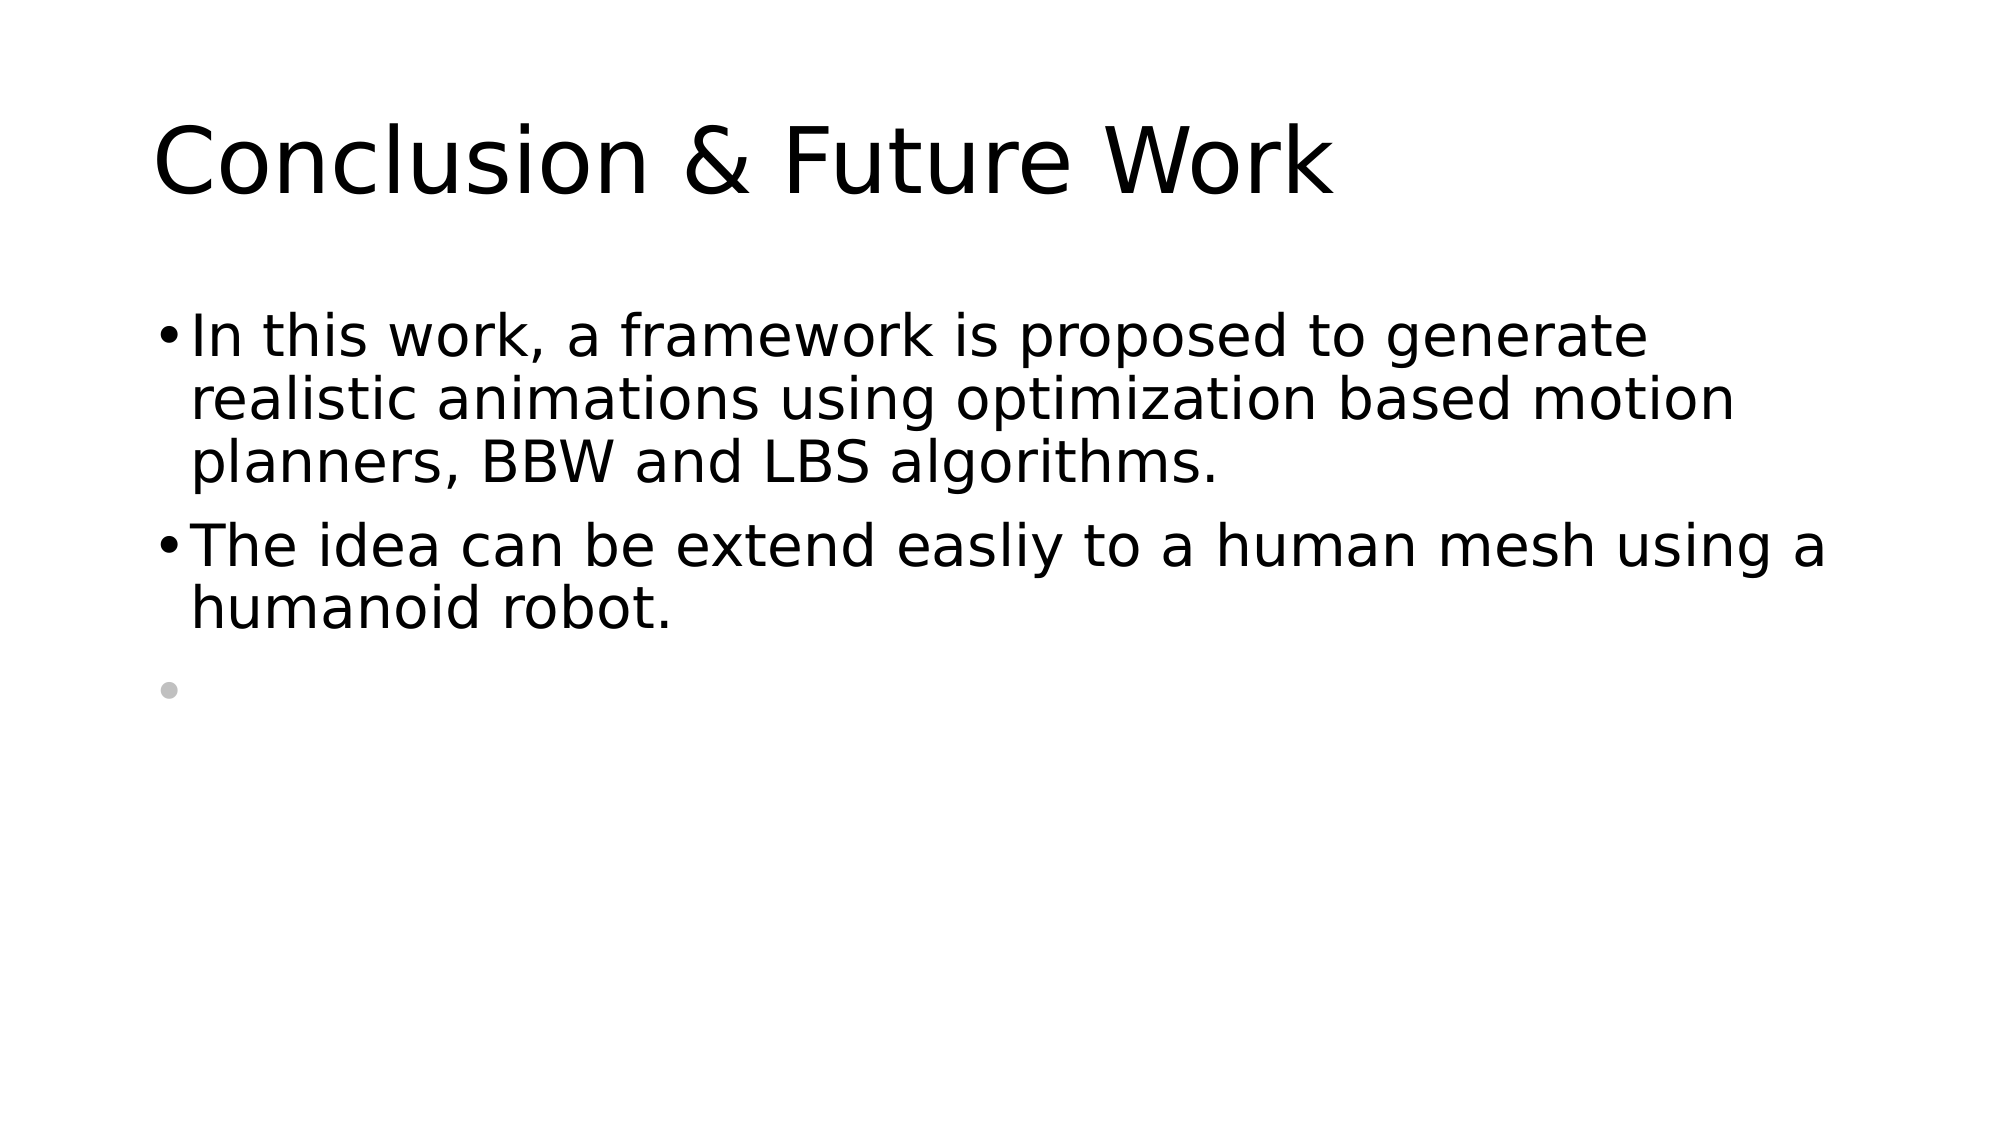 Conclusion & Future Work
• In this work, a framework is proposed to generate
realistic animations using optimization based motion
planners, BBW and LBS algorithms.
• The idea can be extend easliy to a human mesh using a
humanoid robot.
•